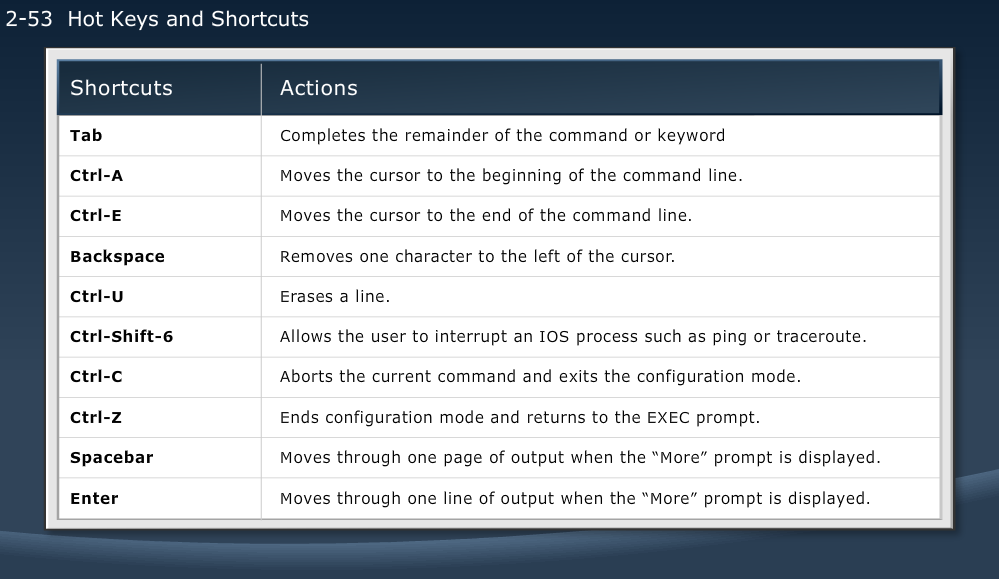 2-53 Hot Keys and Shortcuts
Shortcuts Actions
Tab Completes the remainder of the command or keyword
Ctrl-A Moves the cursor to the beginning of the command line.
Ctrl-E Moves the cursor to the end of the command line.
Backspace Removes one character to the left of the cursor.
Ctrl-U Erases a line.
Ctrl-Shift-6 Allows the user to interrupt an IOS process such as ping or traceroute.
Ctrl-C Aborts the current command and exits the configuration mode.
Ctrl-Z Ends configuration mode and returns to the EXEC prompt.
Spacebar Moves through one page of output when the “More” prompt is displayed.
Enter Moves through one line of output when the “More” prompt is displayed.